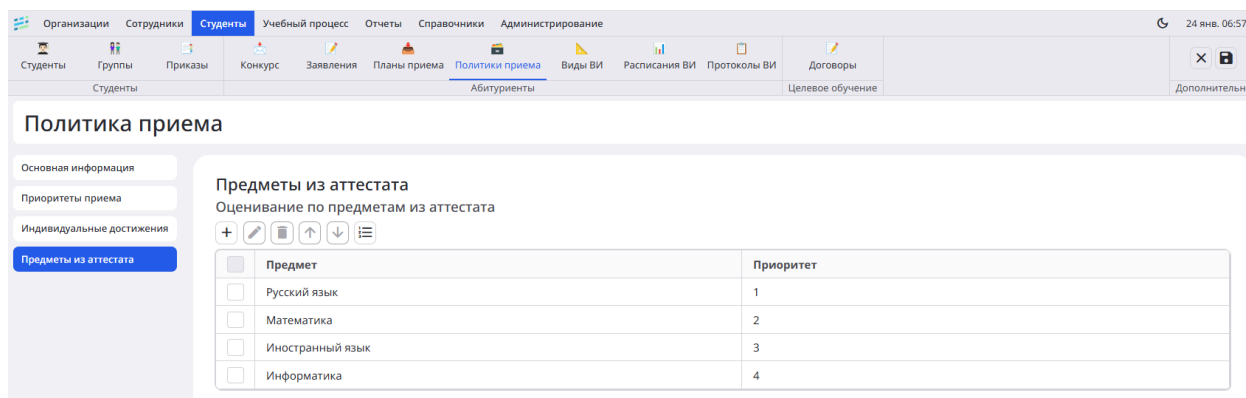 Организации Сотрудники Студенты Учебный процесс Отчеты Справочники Администрирование 24 янв. 06:57
Студенты Группы Приказы Конкурс Заявления Планы приема Политики приема Виды ВИ Расписания ВИ Протоколы ВИ Договоры
Студенты Абитуриенты Целевое обучение Дополнительн
Политика приема
Основная информация
Приоритеты приема
Индивидуальные достижения
Предметы из аттестата
Предметы из аттестата
Оценивание по предметам из аттестата
Предмет Приоритет
Русский язык 1
Математика 2
Иностранный язык 3
Информатика 4